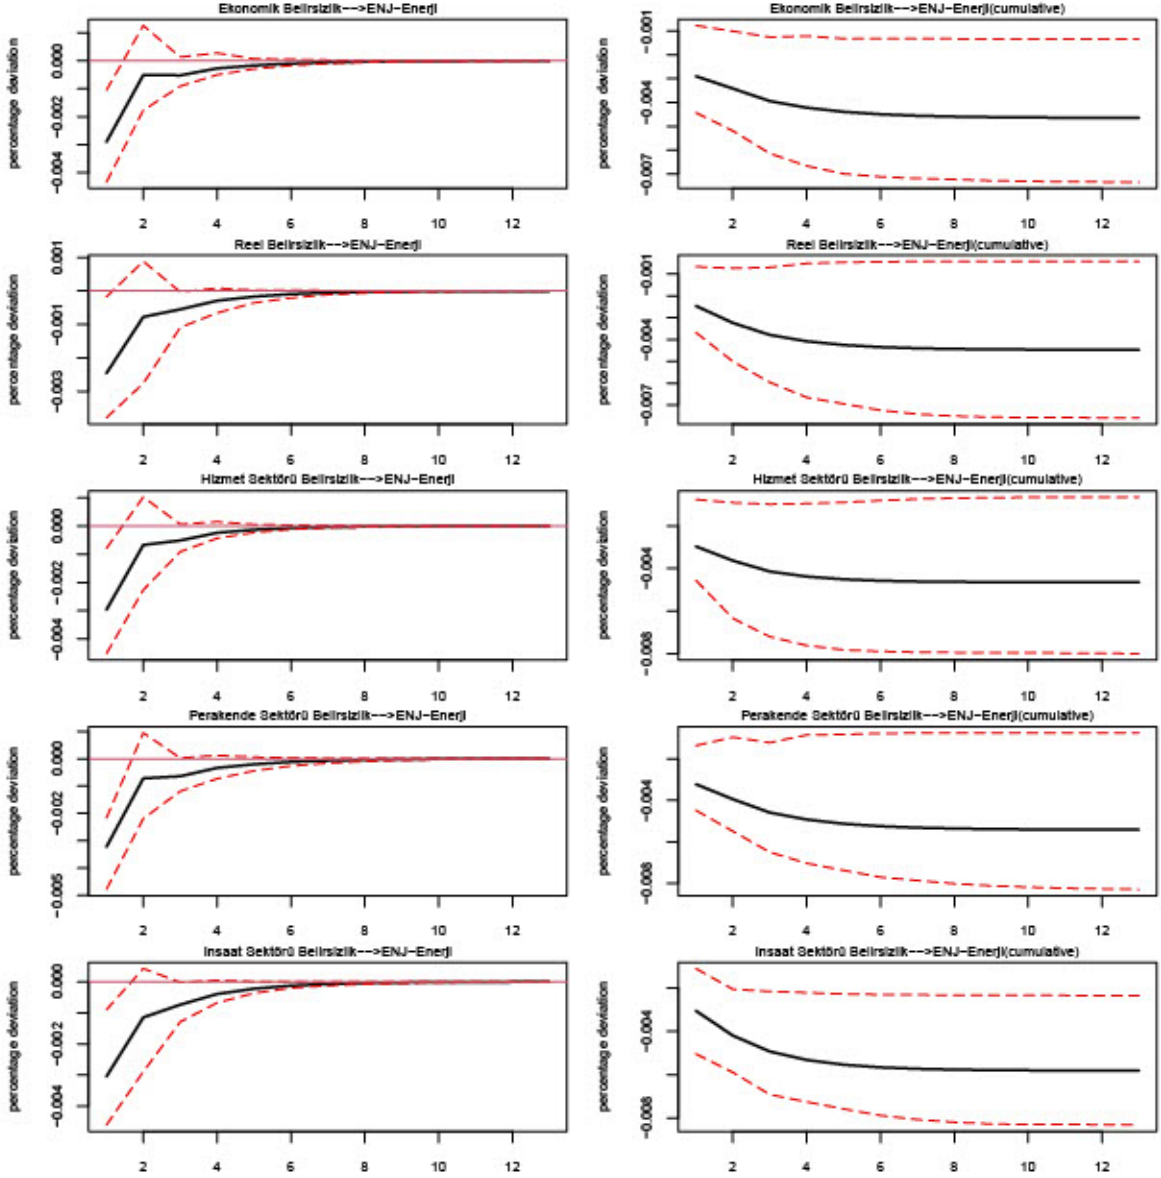 Ekonomik Belirsizlik-->ENJ-Enerji
percentage deviation
0.000
-0.002
-0.004
2 4 6 8 10 12
Ekonomik Belirsizlik-->ENJ-Enerji(cumulative)
percentage deviation
-0.001
-0.004
-0.007
2 4 6 8 10 12
Reel Belirsizlik-->ENJ-Enerji
percentage deviation
0.001
-0.001
-0.003
2 4 6 8 10 12
Reel Belirsizlik-->ENJ-Enerji(cumulative)
percentage deviation
-0.001
-0.004
-0.007
2 4 6 8 10 12
Hizmet Sektörü Belirsizlik-->ENJ-Enerji
percentage deviation
0.000
-0.002
-0.004
2 4 6 8 10 12
Hizmet Sektörü Belirsizlik-->ENJ-Enerji(cumulative)
percentage deviation
-0.004
-0.008
2 4 6 8 10 12
Perakende Sektörü Belirsizlik-->ENJ-Enerji
percentage deviation
0.000
-0.002
-0.005
2 4 6 8 10 12
Perakende Sektörü Belirsizlik-->ENJ-Enerji(cumulative)
percentage deviation
-0.004
-0.008
2 4 6 8 10 12
Insaat Sektörü Belirsizlik-->ENJ-Enerji
percentage deviation
0.000
-0.002
-0.004
2 4 6 8 10 12
Insaat Sektörü Belirsizlik-->ENJ-Enerji(cumulative)
percentage deviation
-0.004
-0.008
2 4 6 8 10 12